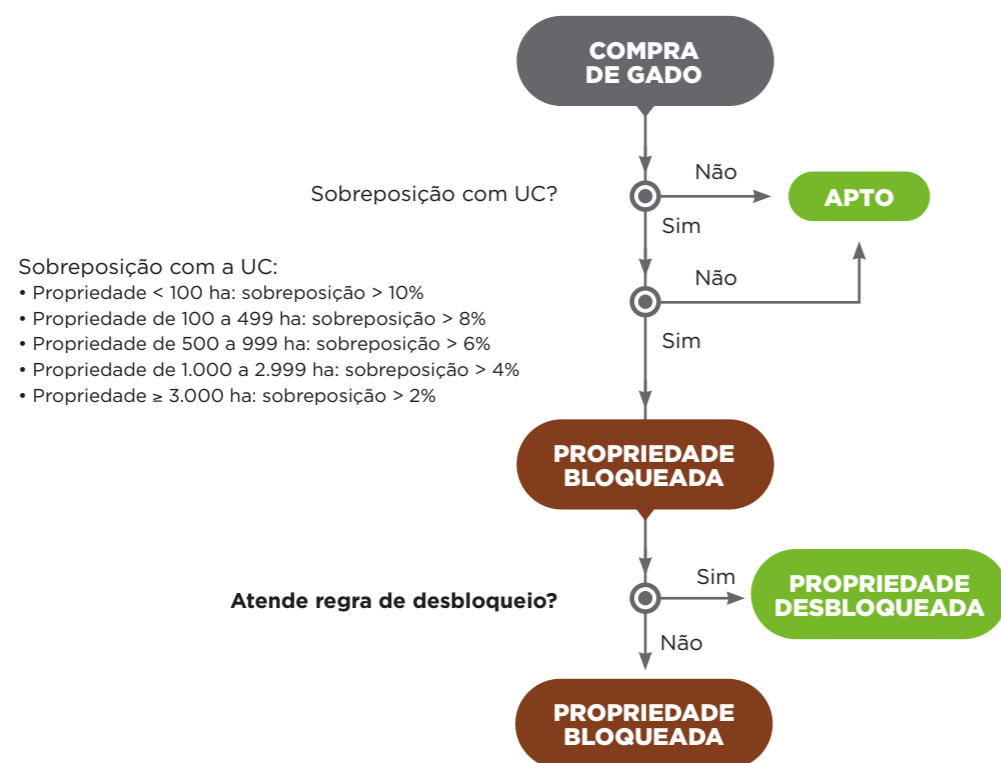 COMPRA
DE GADO
Não
Sobreposição com UC?
APTO
Sim
Sobreposição com a UC:
• Propriedade < 100 ha: sobreposição > 10%
• Propriedade de 100 a 499 ha: sobreposição > 8%
• Propriedade de 500 a 999 ha: sobreposição > 6%
• Propriedade de 1.000 a 2.999 ha: sobreposição > 4%
• Propriedade ≥ 3.000 ha: sobreposição > 2%
Não
Sim
PROPRIEDADE
BLOQUEADA
Atende regra de desbloqueio?
Sim
PROPRIEDADE
DESBLOQUEADA
Não
PROPRIEDADE
BLOQUEADA